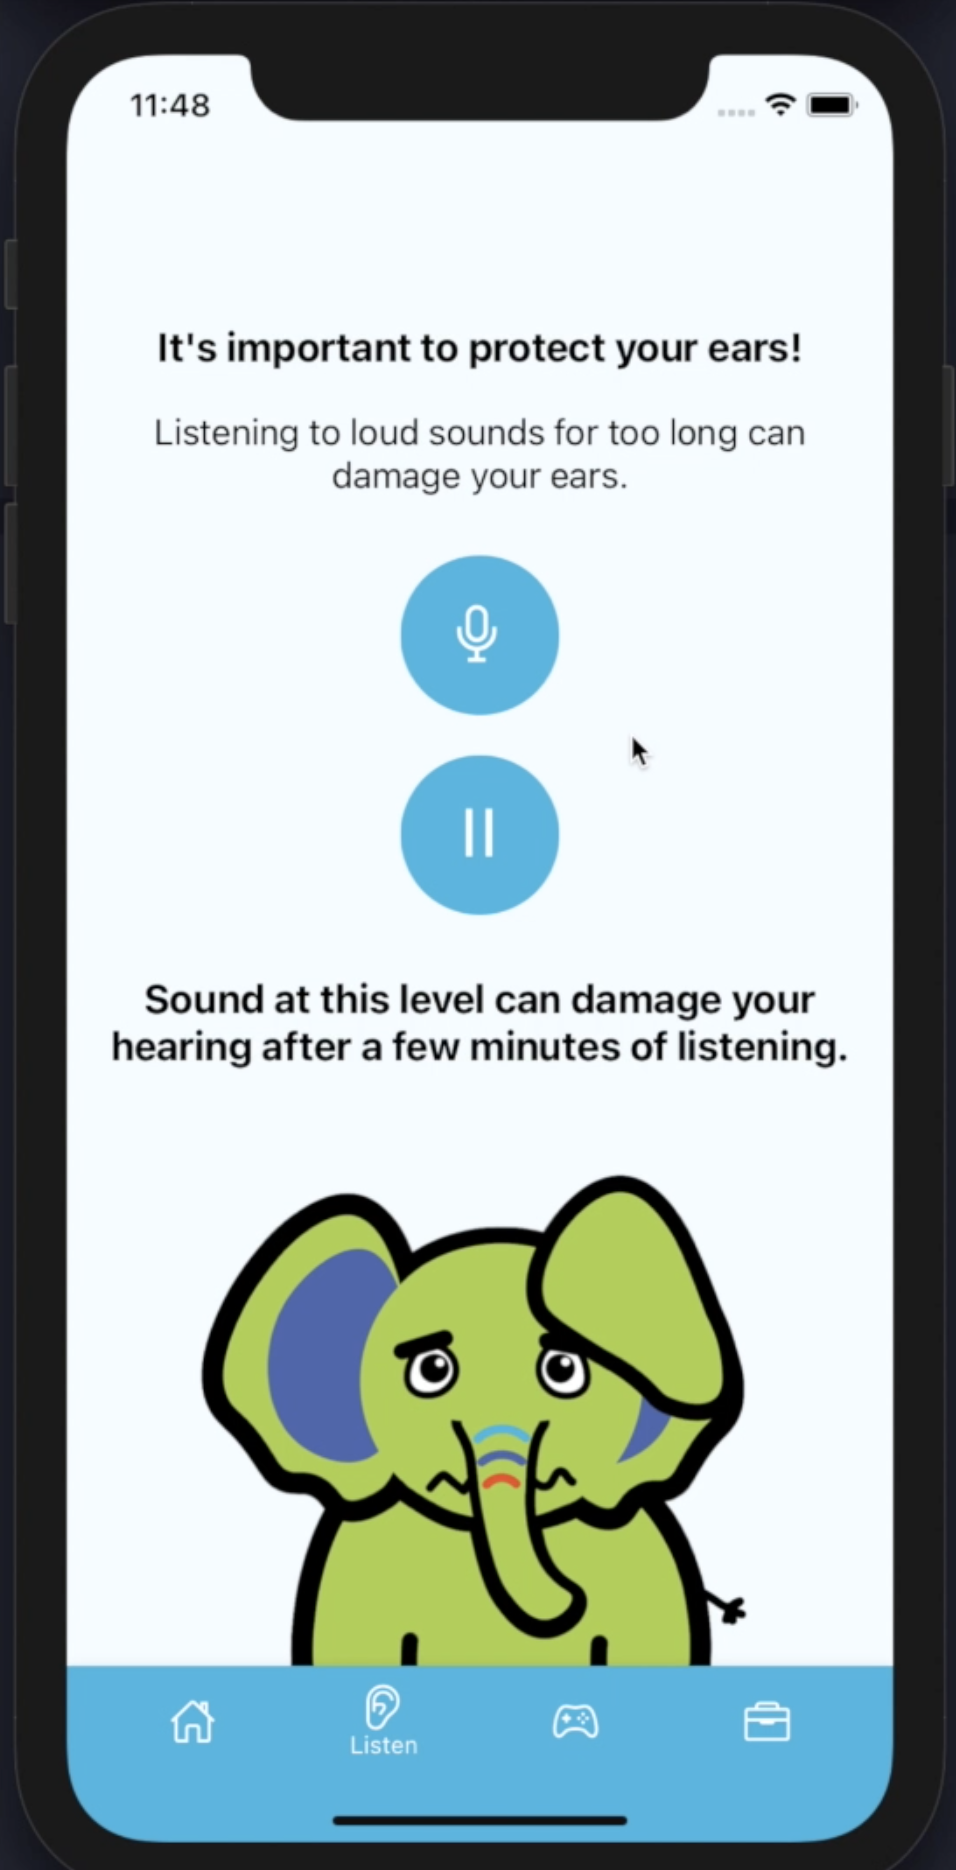 11:48
It's important to protect your ears!
Listening to loud sounds for too long can
damage your ears.
Sound at this level can damage your
hearing after a few minutes of listening.
Listen